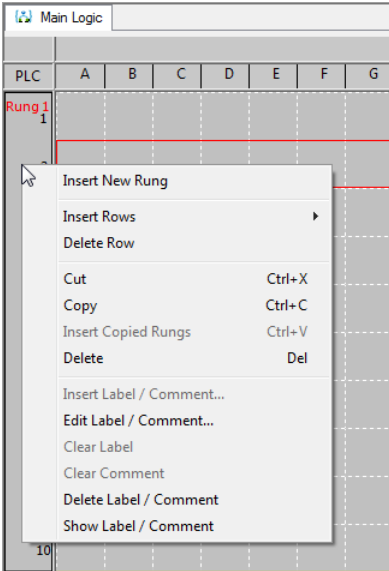 Main Logic
PLC A B C D E F G
Rung 1
1
Insert New Rung
Insert Rows
Delete Row
Cut Ctrl+X
Copy Ctrl+C
Insert Copied Rungs Ctrl+V
Delete Del
Insert Label / Comment...
Edit Label / Comment...
Clear Label
Clear Comment
Delete Label / Comment
Show Label / Comment
10